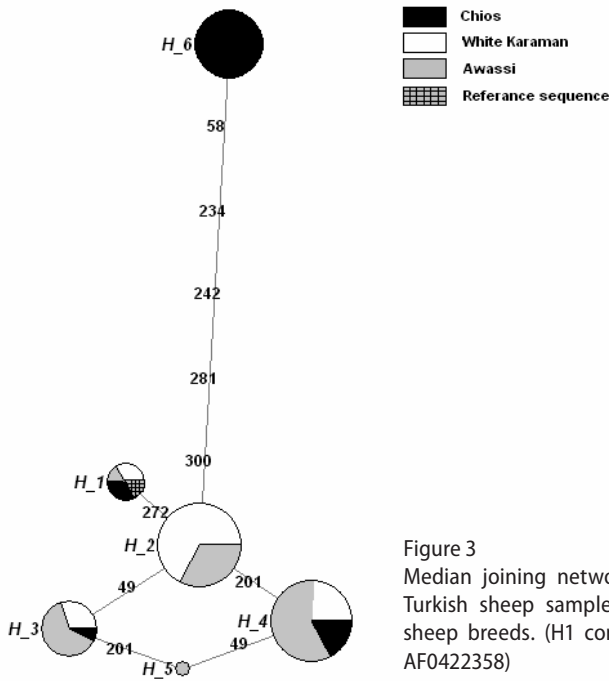 Chios
White Karaman
Awassi
Referance sequence
H_6
58
234
242
281
300
H_1
272
H_2
49
201
H_3
H_4
201
49
H_5
Figure 3
Median joining netwo
Turkish sheep sample
sheep breeds. (H1 cor
AF0422358)